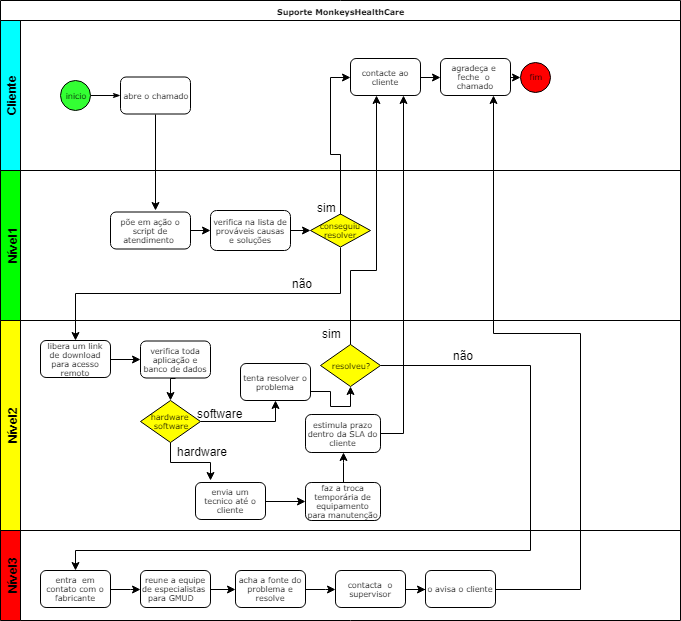 Suporte MonkeysHealthCare
Cliente
início
abre o chamado
contacte ao
cliente
agradeça e
feche o
chamado
fim
Nível1
põe em ação o
script de
atendimento
verifica na lista de
prováveis causas
e soluções
sim
conseguiu
resolver
não
Nível2
libera um link
de download
para acesso
remoto
verifica toda
aplicação e
banco de dados
hardware
software
software
hardware
tenta resolver o
problema
sim
resolveu?
não
estimula prazo
dentro da SLA do
cliente
envia um
tecnico até o
cliente
faz a troca
temporária de
equipamento
para manutenção
Nível3
entra em
contato com o
fabricante
reune a equipe
de especialistas
para GMUD
acha a fonte do
problema e
resolve
contacta o
supervisor
o avisa o cliente